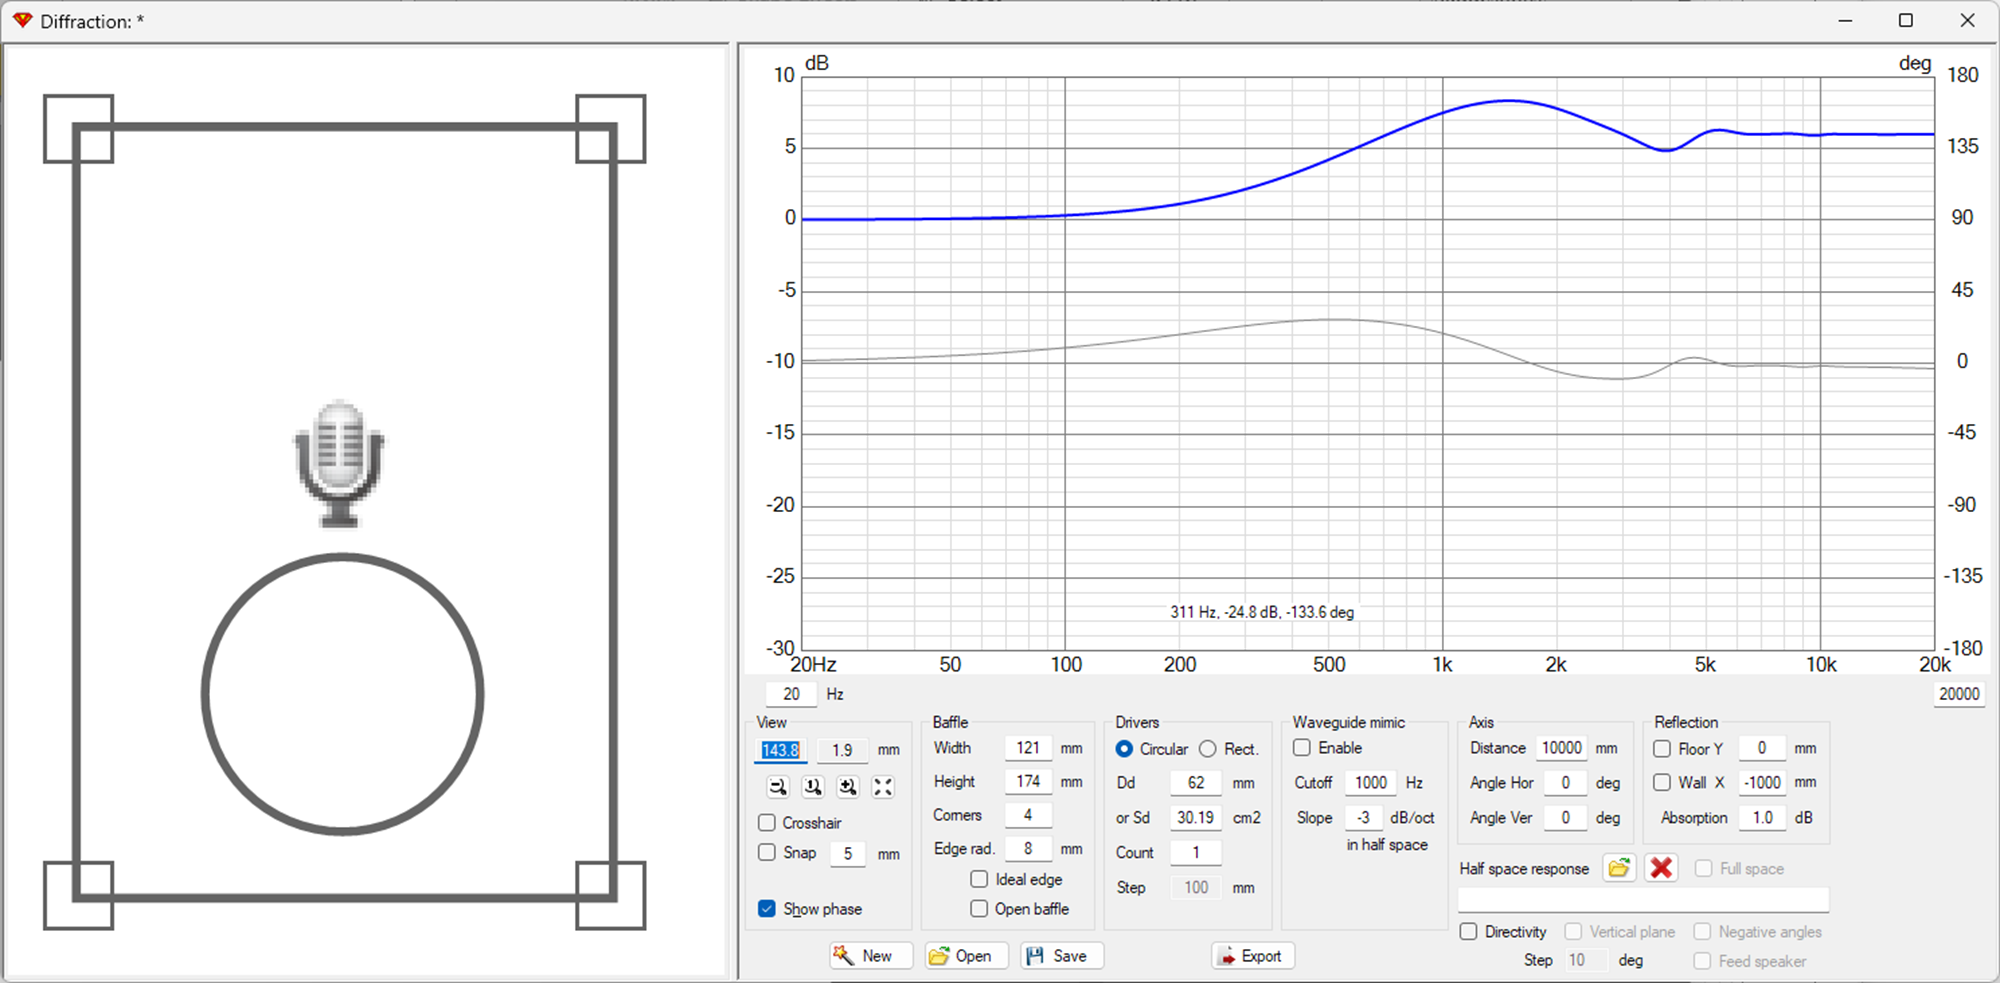 Diffraction: *
dB
deg
10
180
5
135
0
90
-5
45
-10
0
-15
-45
-20
-90
-25
-135
311 Hz, -24.8 dB, -133.6 deg
-30
-180
20Hz 50 100 200 500 1k 2k 5k 10k 20k
20 Hz
20000
View
143.8 1.9 mm
Crosshair
Snap 5 mm
Show phase
Baffle
Width 121 mm
Height 174 mm
Corners 4
Edge rad. 8 mm
Ideal edge
Open baffle
Drivers
Circular Rect.
Dd 62 mm
or Sd 30.19 cm2
Count 1
Step 100 mm
Waveguide mimic
Enable
Cutoff 1000 Hz
Slope -3 dB/oct
in half space
Axis
Distance 10000 mm
Angle Hor 0 deg
Angle Ver 0 deg
Reflection
Floor Y 0 mm
Wall X -1000 mm
Absorption 1.0 dB
Half space response
Full space
Directivity Vertical plane Negative angles
Step 10 deg Feed speaker
New Open Save Export